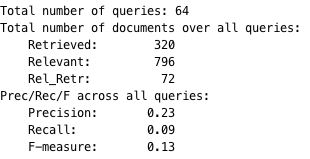 Total number of queries: 64
Total number of documents over all queries:
    Retrieved:        320
    Relevant:         796
    Rel_Retr:          72
Prec/Rec/F across all queries:
    Precision:       0.23
    Recall:          0.09
    F-measure:       0.13